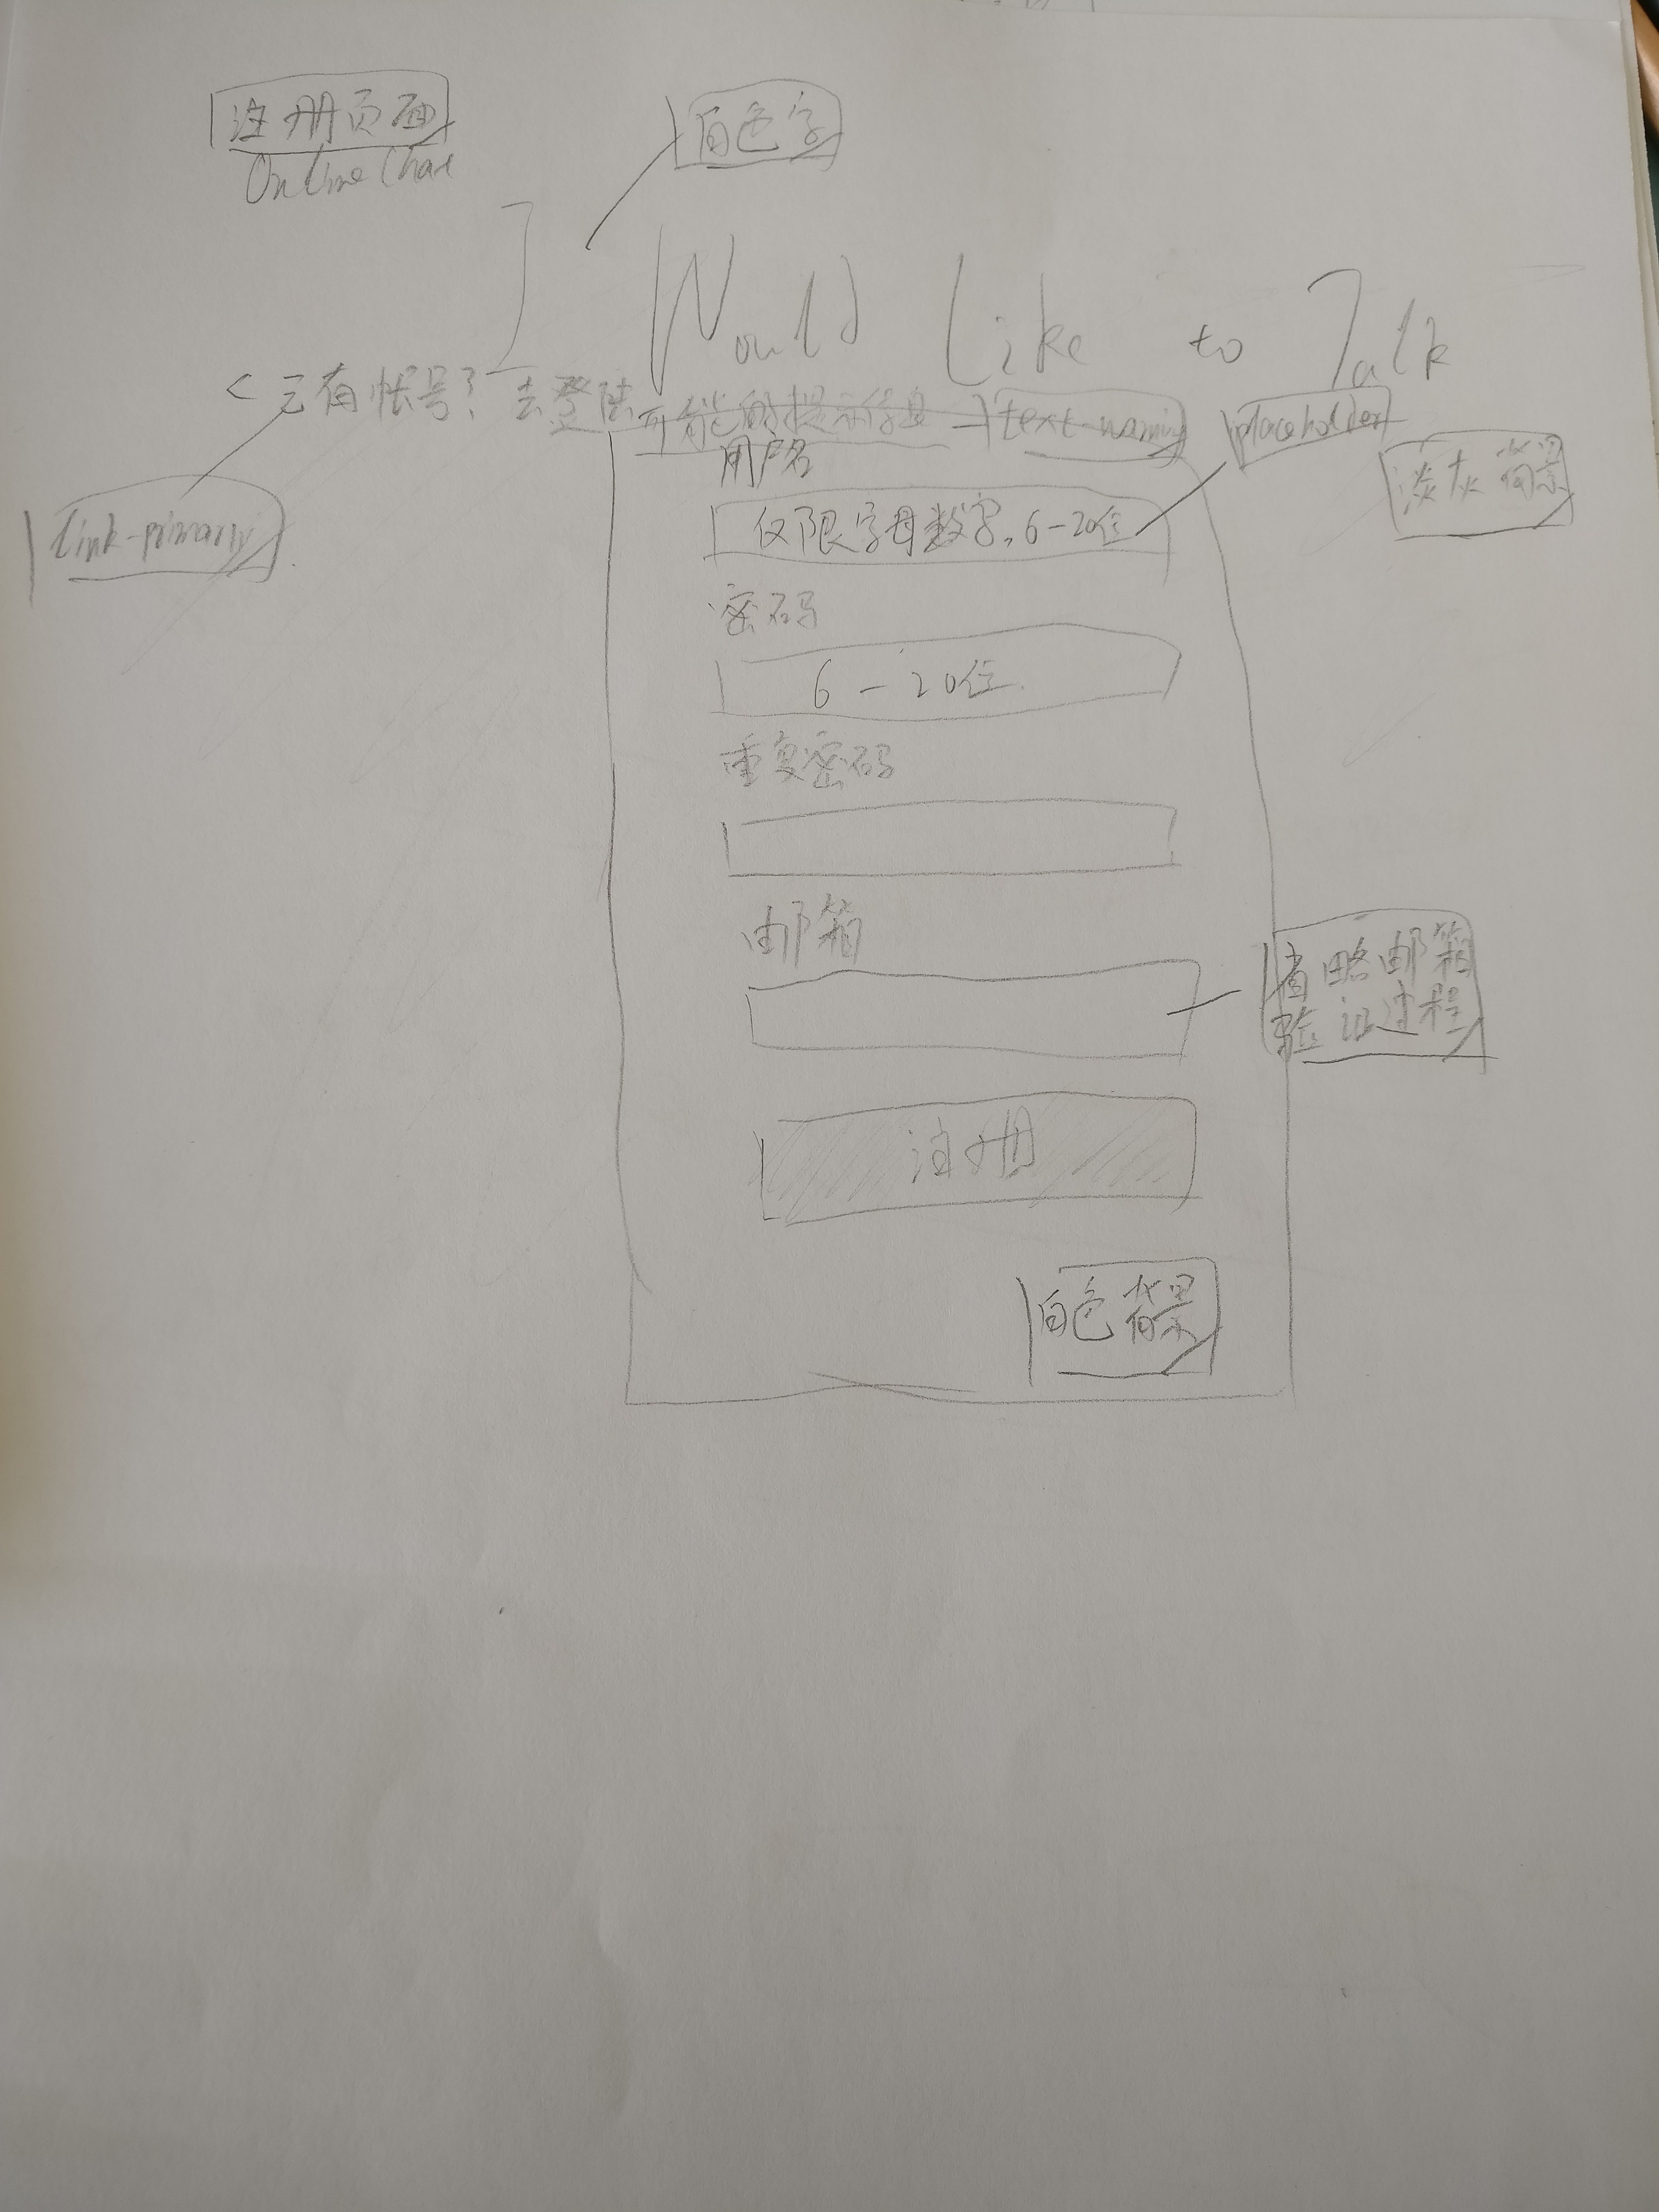 注册页面
Online Chat
白色字
Would Like to Talk
< 已有帐号? 去登陆
可能的提示信息
text-warning
placeholder
淡灰背景
link-primary
用户名
仅限字母数字,6-20位
密码
6-20位
重复密码
邮箱
省略邮箱
验证过程
注册
白色背景